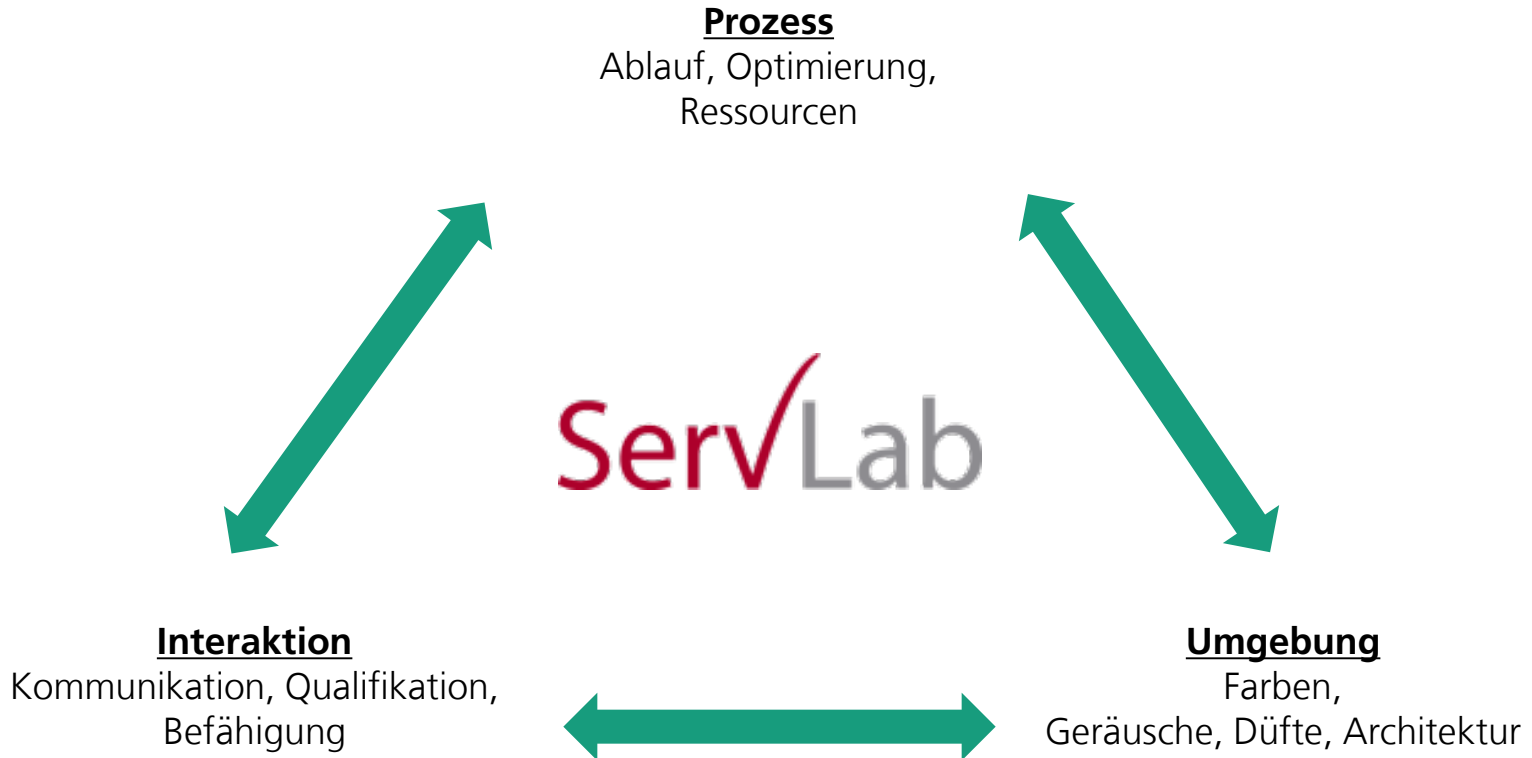 Prozess
Ablauf, Optimierung,
Ressourcen
ServLab
Interaktion
Kommunikation, Qualifikation,
Befähigung
Umgebung
Farben,
Geräusche, Düfte, Architektur